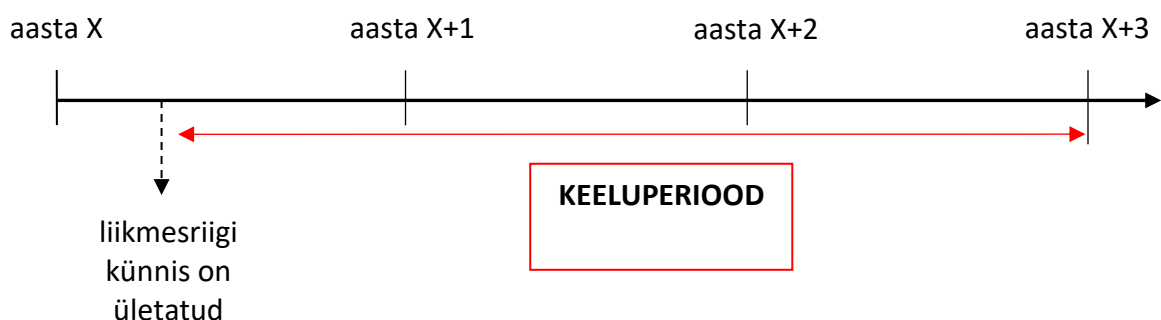 aasta X aasta X+1 aasta X+2 aasta X+3
KEELUPERIOOD
liikmesriigi
künnis on
ületatud